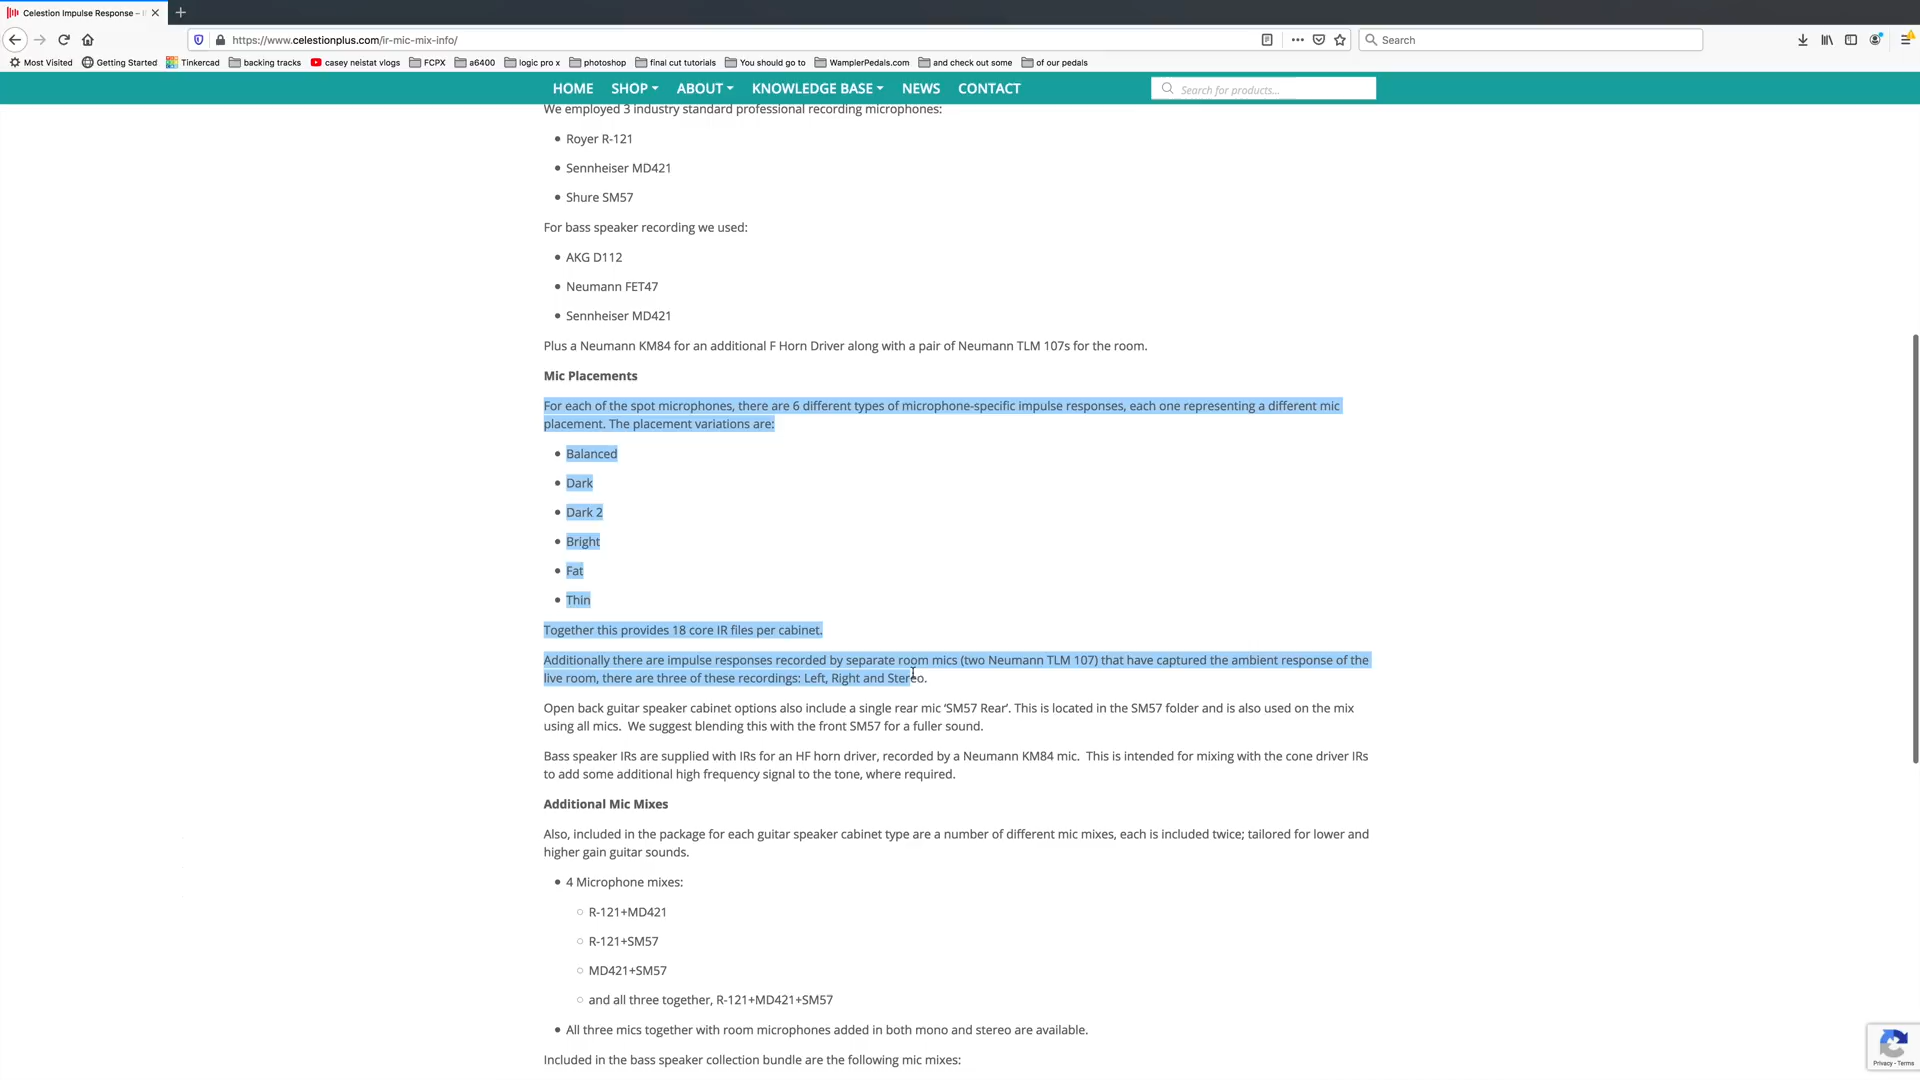 Celestion Impulse Response – I
https://www.celestionplus.com/ir-mic-mix-info/
Search
Most Visited Getting Started Tinkercad backing tracks casey neistat vlogs FCPX a6400 logic pro x photoshop final cut tutorials You should go to WamplerPedals.com and check out some of our pedals
HOME SHOP ABOUT KNOWLEDGE BASE NEWS CONTACT
Search for products...
We employed 3 industry standard professional recording microphones:
Royer R-121
Sennheiser MD421
Shure SM57
For bass speaker recording we used:
AKG D112
Neumann FET47
Sennheiser MD421
Plus a Neumann KM84 for an additional F Horn Driver along with a pair of Neumann TLM 107s for the room.
Mic Placements
For each of the spot microphones, there are 6 different types of microphone-specific impulse responses, each one representing a different mic
placement. The placement variations are:
Balanced
Dark
Dark 2
Bright
Fat
Thin
Together this provides 18 core IR files per cabinet.
Additionally there are impulse responses recorded by separate room mics (two Neumann TLM 107) that have captured the ambient response of the
live room, there are three of these recordings: Left, Right and Stereo.
Open back guitar speaker cabinet options also include a single rear mic ‘SM57 Rear’. This is located in the SM57 folder and is also used on the mix
using all mics. We suggest blending this with the front SM57 for a fuller sound.
Bass speaker IRs are supplied with IRs for an HF horn driver, recorded by a Neumann KM84 mic. This is intended for mixing with the cone driver IRs
to add some additional high frequency signal to the tone, where required.
Additional Mic Mixes
Also, included in the package for each guitar speaker cabinet type are a number of different mic mixes, each is included twice; tailored for lower and
higher gain guitar sounds.
4 Microphone mixes:
R-121+MD421
R-121+SM57
MD421+SM57
and all three together, R-121+MD421+SM57
All three mics together with room microphones added in both mono and stereo are available.
Included in the bass speaker collection bundle are the following mic mixes:
Privacy - Terms